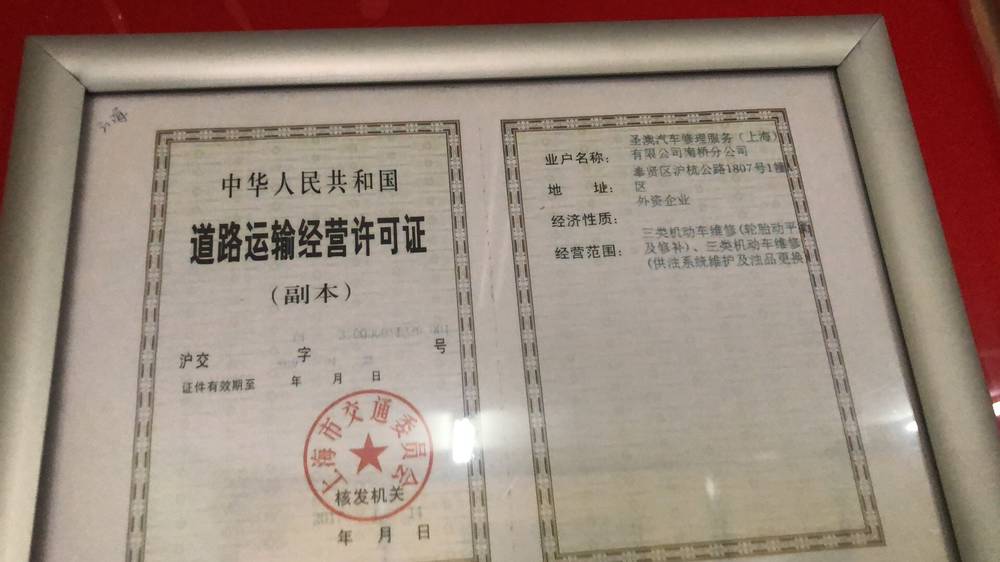 中华人民共和国
道路运输经营许可证
(副本)
沪交 字 号
证件有效期至 年 月 日
上海市交通委员会
核发机关
年 月 日
业户名称: 圣澳汽车修理服务(上海)
有限公司南桥分公司
地 址: 奉贤区沪杭公路1807号1幢
区
经济性质: 外资企业
经营范围: 三类机动车维修(轮胎动平
及修补)、三类机动车维修
(供油系统维护及油品更换)